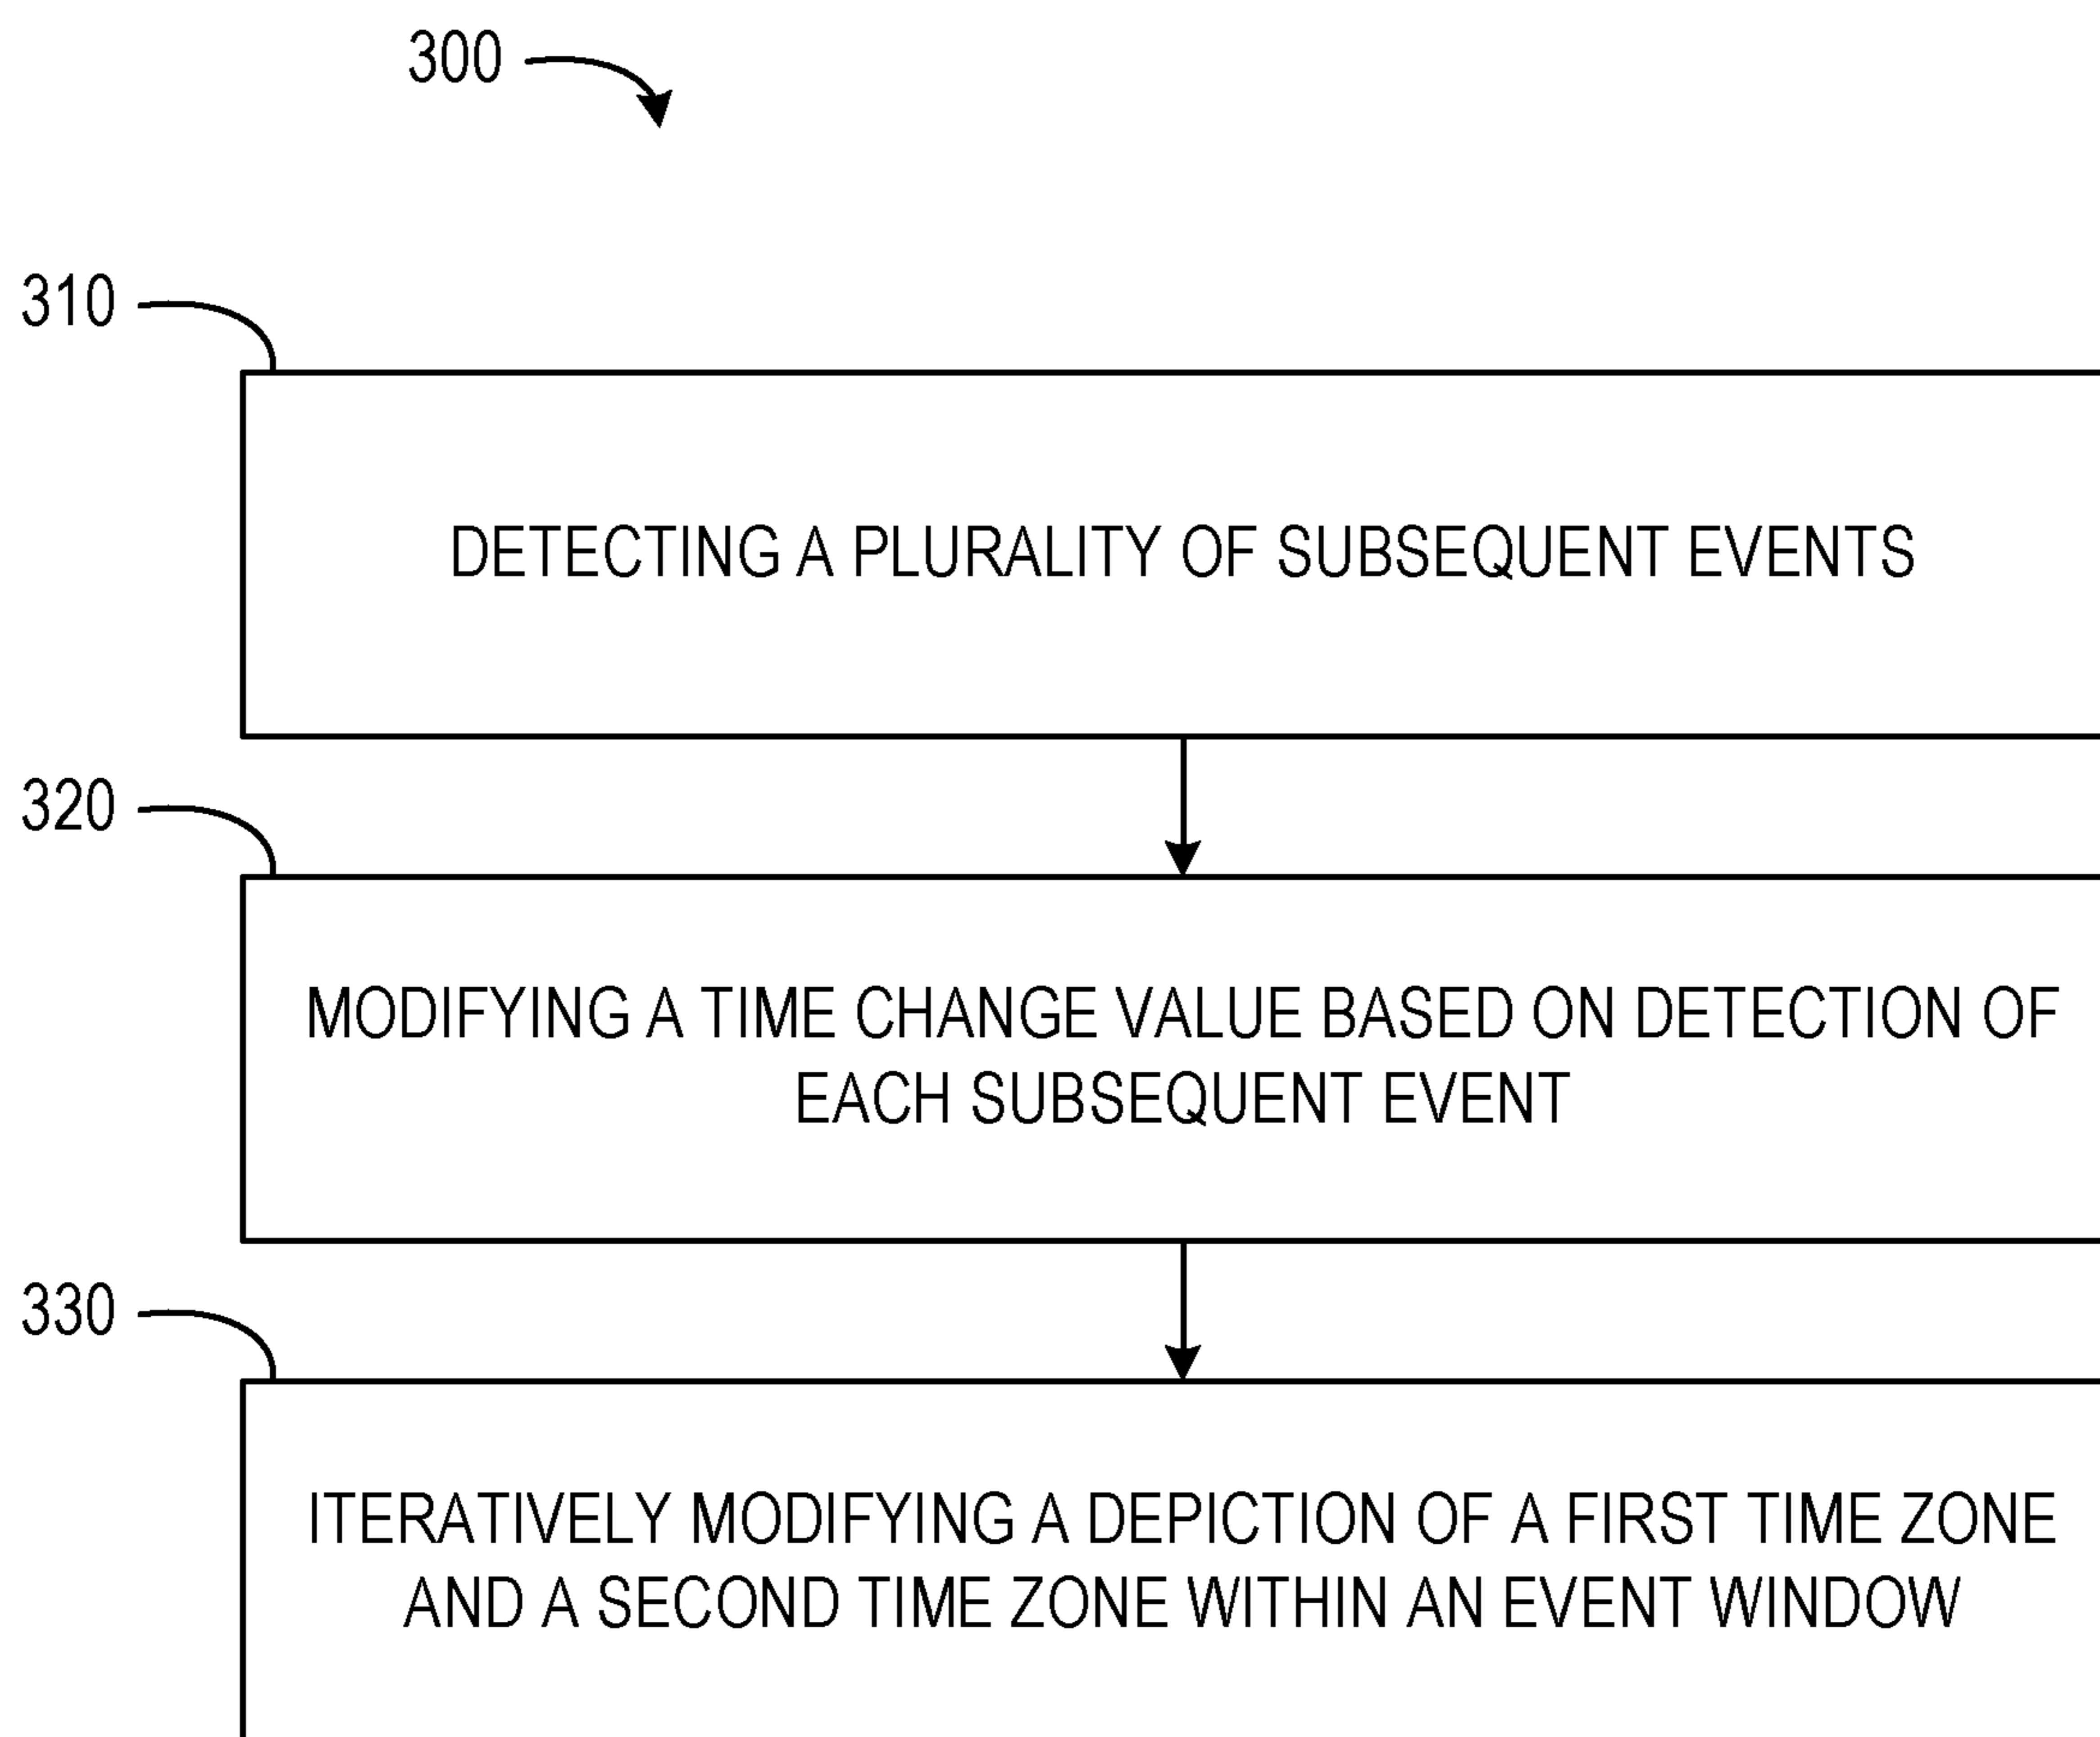 300
310
DETECTING A PLURALITY OF SUBSEQUENT EVENTS
320
MODIFYING A TIME CHANGE VALUE BASED ON DETECTION OF
EACH SUBSEQUENT EVENT
330
ITERATIVELY MODIFYING A DEPICTION OF A FIRST TIME ZONE
AND A SECOND TIME ZONE WITHIN AN EVENT WINDOW